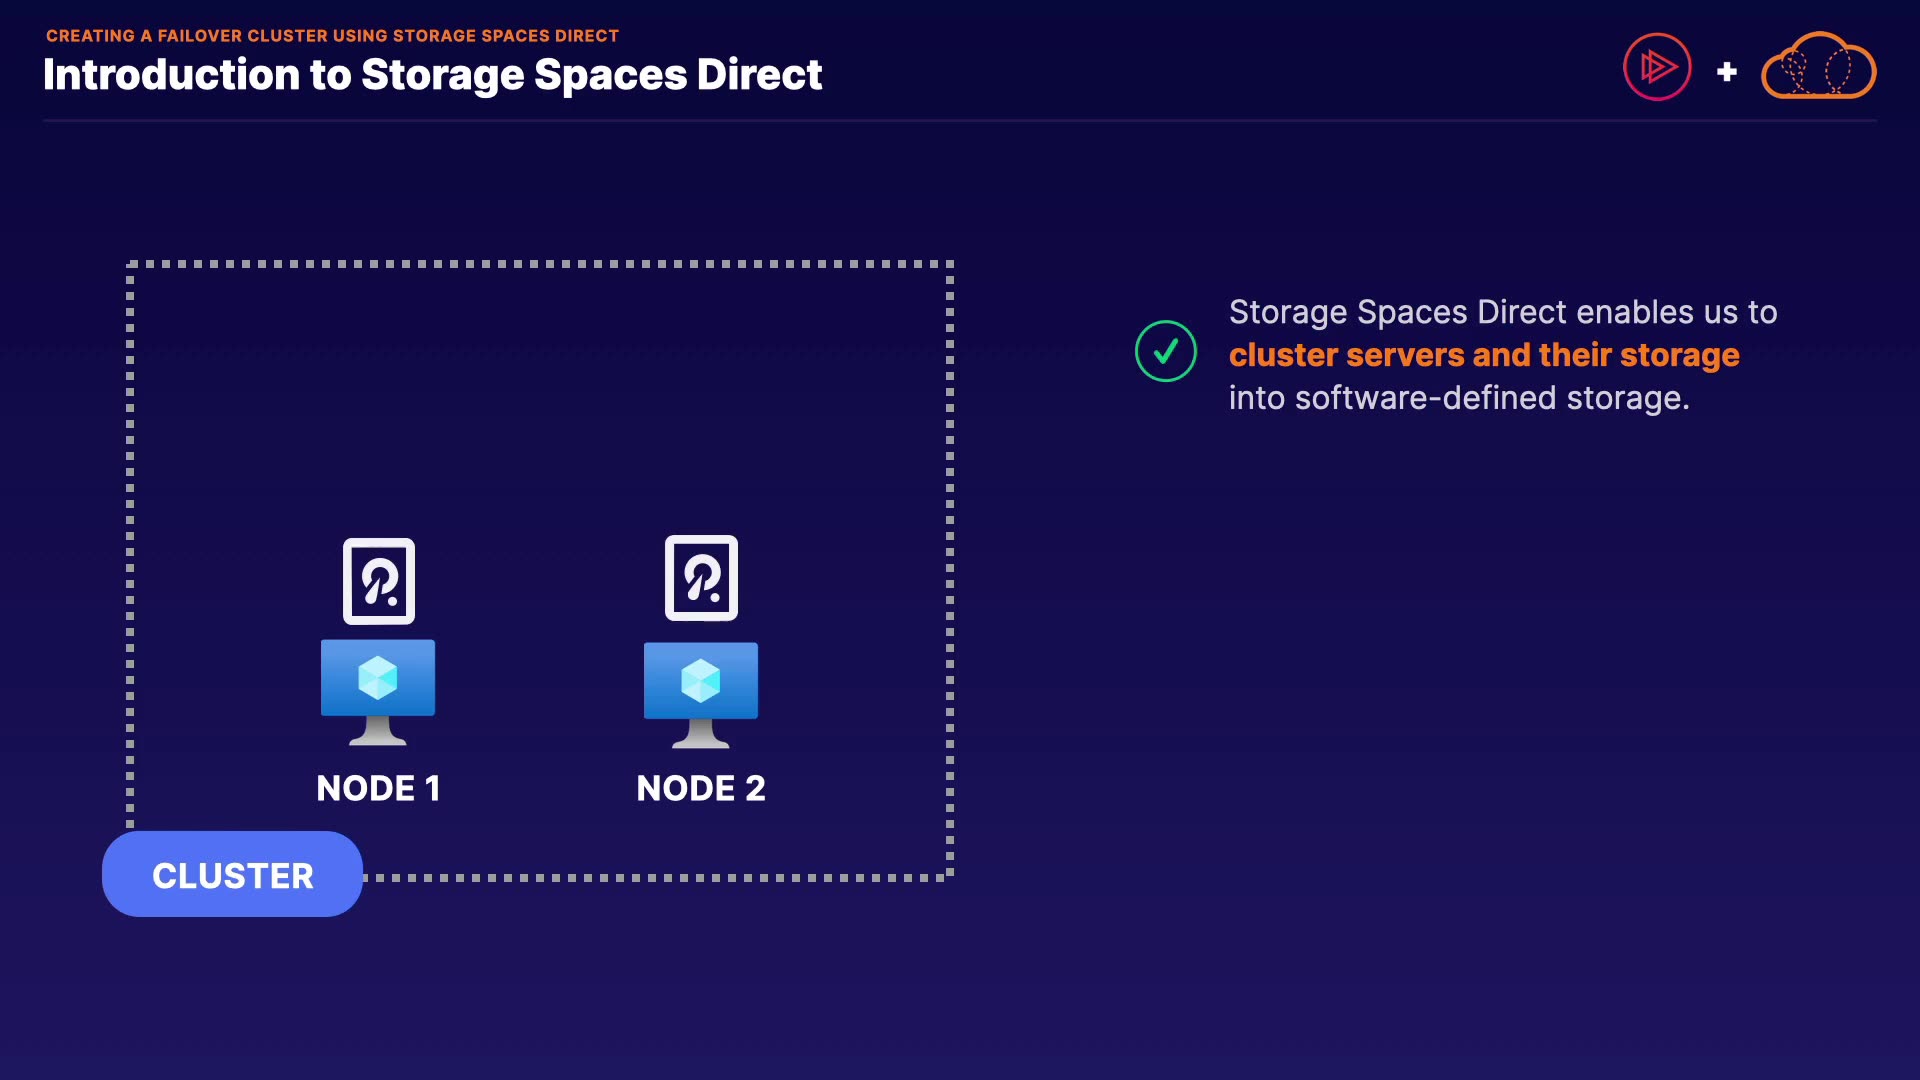 CREATING A FAILOVER CLUSTER USING STORAGE SPACES DIRECT
Introduction to Storage Spaces Direct
Storage Spaces Direct enables us to
cluster servers and their storage
into software-defined storage.
NODE 1
NODE 2
CLUSTER